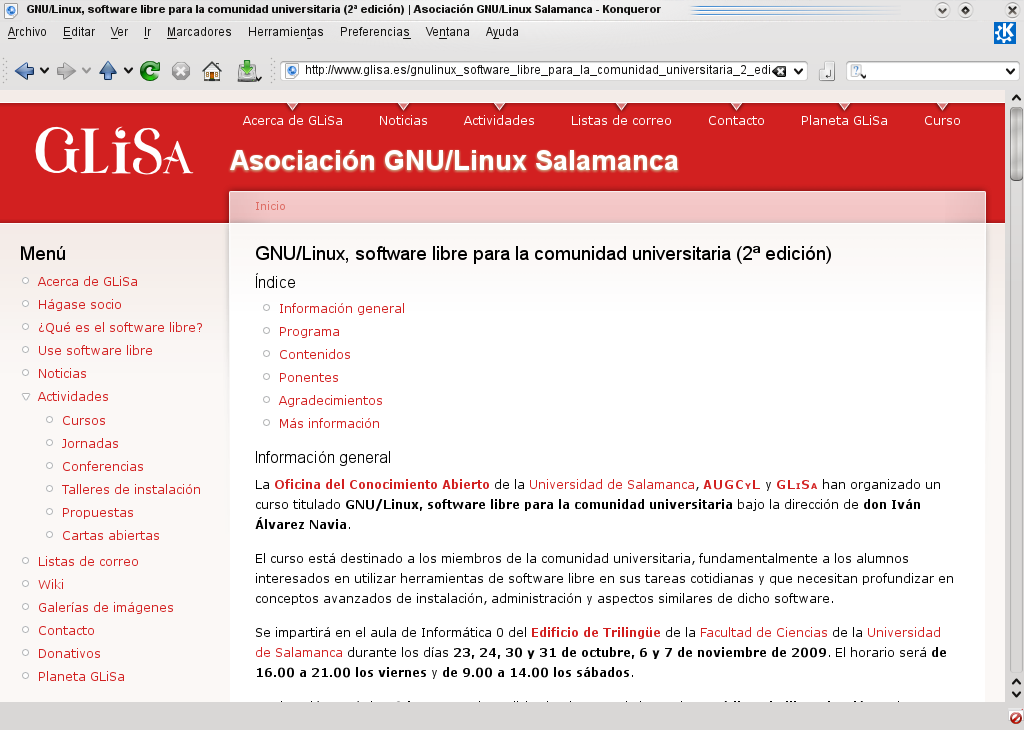 GNU/Linux, software libre para la comunidad universitaria (2ª edición) | Asociación GNU/Linux Salamanca - Konqueror
Archivo Editar Ver Ir Marcadores Herramientas Preferencias Ventana Ayuda
http://www.glisa.es/gnulinux_software_libre_para_la_comunidad_universitaria_2_edi
Acerca de GLiSa Noticias Actividades Listas de correo Contacto Planeta GLiSa Curso
GLiSa
Asociación GNU/Linux Salamanca
Inicio
Menú
Acerca de GLiSa
Hágase socio
¿Qué es el software libre?
Use software libre
Noticias
Actividades
Cursos
Jornadas
Conferencias
Talleres de instalación
Propuestas
Cartas abiertas
Listas de correo
Wiki
Galerías de imágenes
Contacto
Donativos
Planeta GLiSa
GNU/Linux, software libre para la comunidad universitaria (2ª edición)
Índice
Información general
Programa
Contenidos
Ponentes
Agradecimientos
Más información
Información general
La Oficina del Conocimiento Abierto de la Universidad de Salamanca, AUGCyL y GLiSa han organizado un
curso titulado GNU/Linux, software libre para la comunidad universitaria bajo la dirección de don Iván
Álvarez Navia.
El curso está destinado a los miembros de la comunidad universitaria, fundamentalmente a los alumnos
interesados en utilizar herramientas de software libre en sus tareas cotidianas y que necesitan profundizar en
conceptos avanzados de instalación, administración y aspectos similares de dicho software.
Se impartirá en el aula de Informática 0 del Edificio de Trilingüe de la Facultad de Ciencias de la Universidad
de Salamanca durante los días 23, 24, 30 y 31 de octubre, 6 y 7 de noviembre de 2009. El horario será de
16.00 a 21.00 los viernes y de 9.00 a 14.00 los sábados.